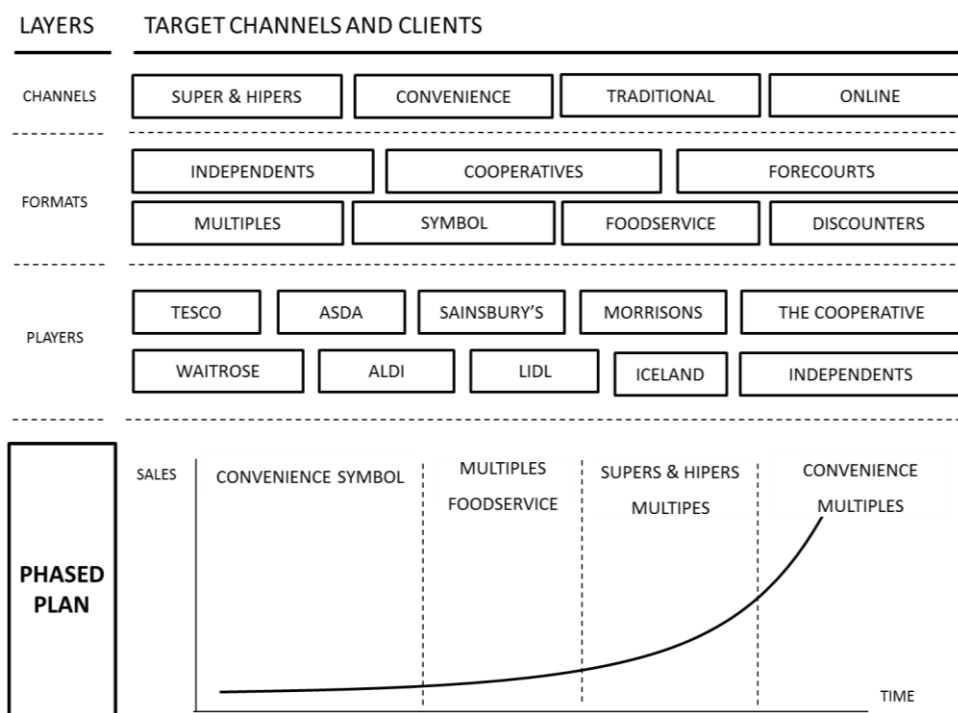 LAYERS TARGET CHANNELS AND CLIENTS
CHANNELS SUPER & HIPERS CONVENIENCE TRADITIONAL ONLINE
INDEPENDENTS COOPERATIVES FORECOURTS
FORMATS
MULTIPLES SYMBOL FOODSERVICE DISCOUNTERS
TESCO ASDA SAINSBURY'S MORRISONS THE COOPERATIVE
PLAYERS
WAITROSE ALDI LIDL ICELAND INDEPENDENTS
SALES CONVENIENCE SYMBOL
MULTIPLES
FOODSERVICE
SUPERS & HIPERS
MULTIPES
CONVENIENCE
MULTIPLES
PHASED
PLAN
TIME